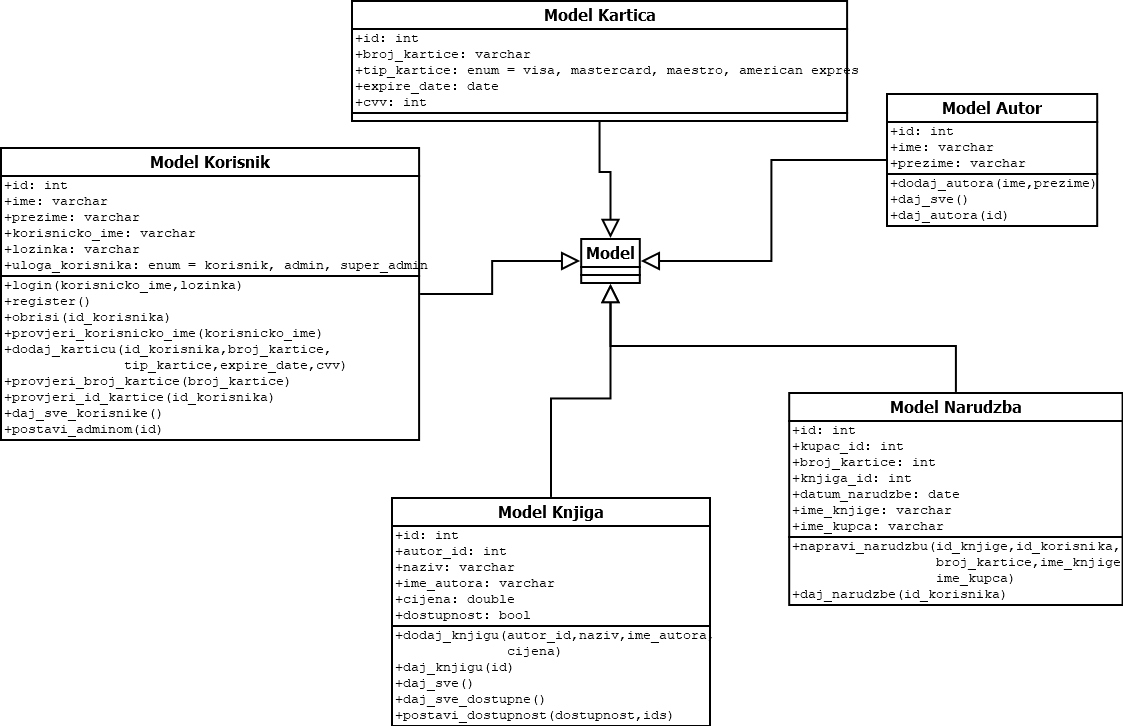 Model Kartica
+id: int
+broj_kartice: varchar
+tip_kartice: enum = visa, mastercard, maestro, american expres
+expire_date: date
+cvv: int
Model Autor
+id: int
+ime: varchar
+prezime: varchar
+dodaj_autora(ime,prezime)
+daj_sve()
+daj_autora(id)
Model Korisnik
+id: int
+ime: varchar
+prezime: varchar
+korisnicko_ime: varchar
+lozinka: varchar
+uloga_korisnika: enum = korisnik, admin, super_admin
+login(korisnicko_ime,lozinka)
+register()
+obrisi(id_korisnika)
+provjeri_korisnicko_ime(korisnicko_ime)
+dodaj_karticu(id_korisnika,broj_kartice,
tip_kartice,expire_date,cvv)
+provjeri_broj_kartice(broj_kartice)
+provjeri_id_kartice(id_korisnika)
+daj_sve_korisnike()
+postavi_adminom(id)
Model
Model Narudzba
+id: int
+kupac_id: int
+broj_kartice: int
+knjiga_id: int
+datum_narudzbe: date
+ime_knjige: varchar
+ime_kupca: varchar
+napravi_narudzbu(id_knjige,id_korisnika,
broj_kartice,ime_knjige
ime_kupca)
+daj_narudzbe(id_korisnika)
Model Knjiga
+id: int
+autor_id: int
+naziv: varchar
+ime_autora: varchar
+cijena: double
+dostupnost: bool
+dodaj_knjigu(autor_id,naziv,ime_autora,
cijena)
+daj_knjigu(id)
+daj_sve()
+daj_sve_dostupne()
+postavi_dostupnost(dostupnost,ids)